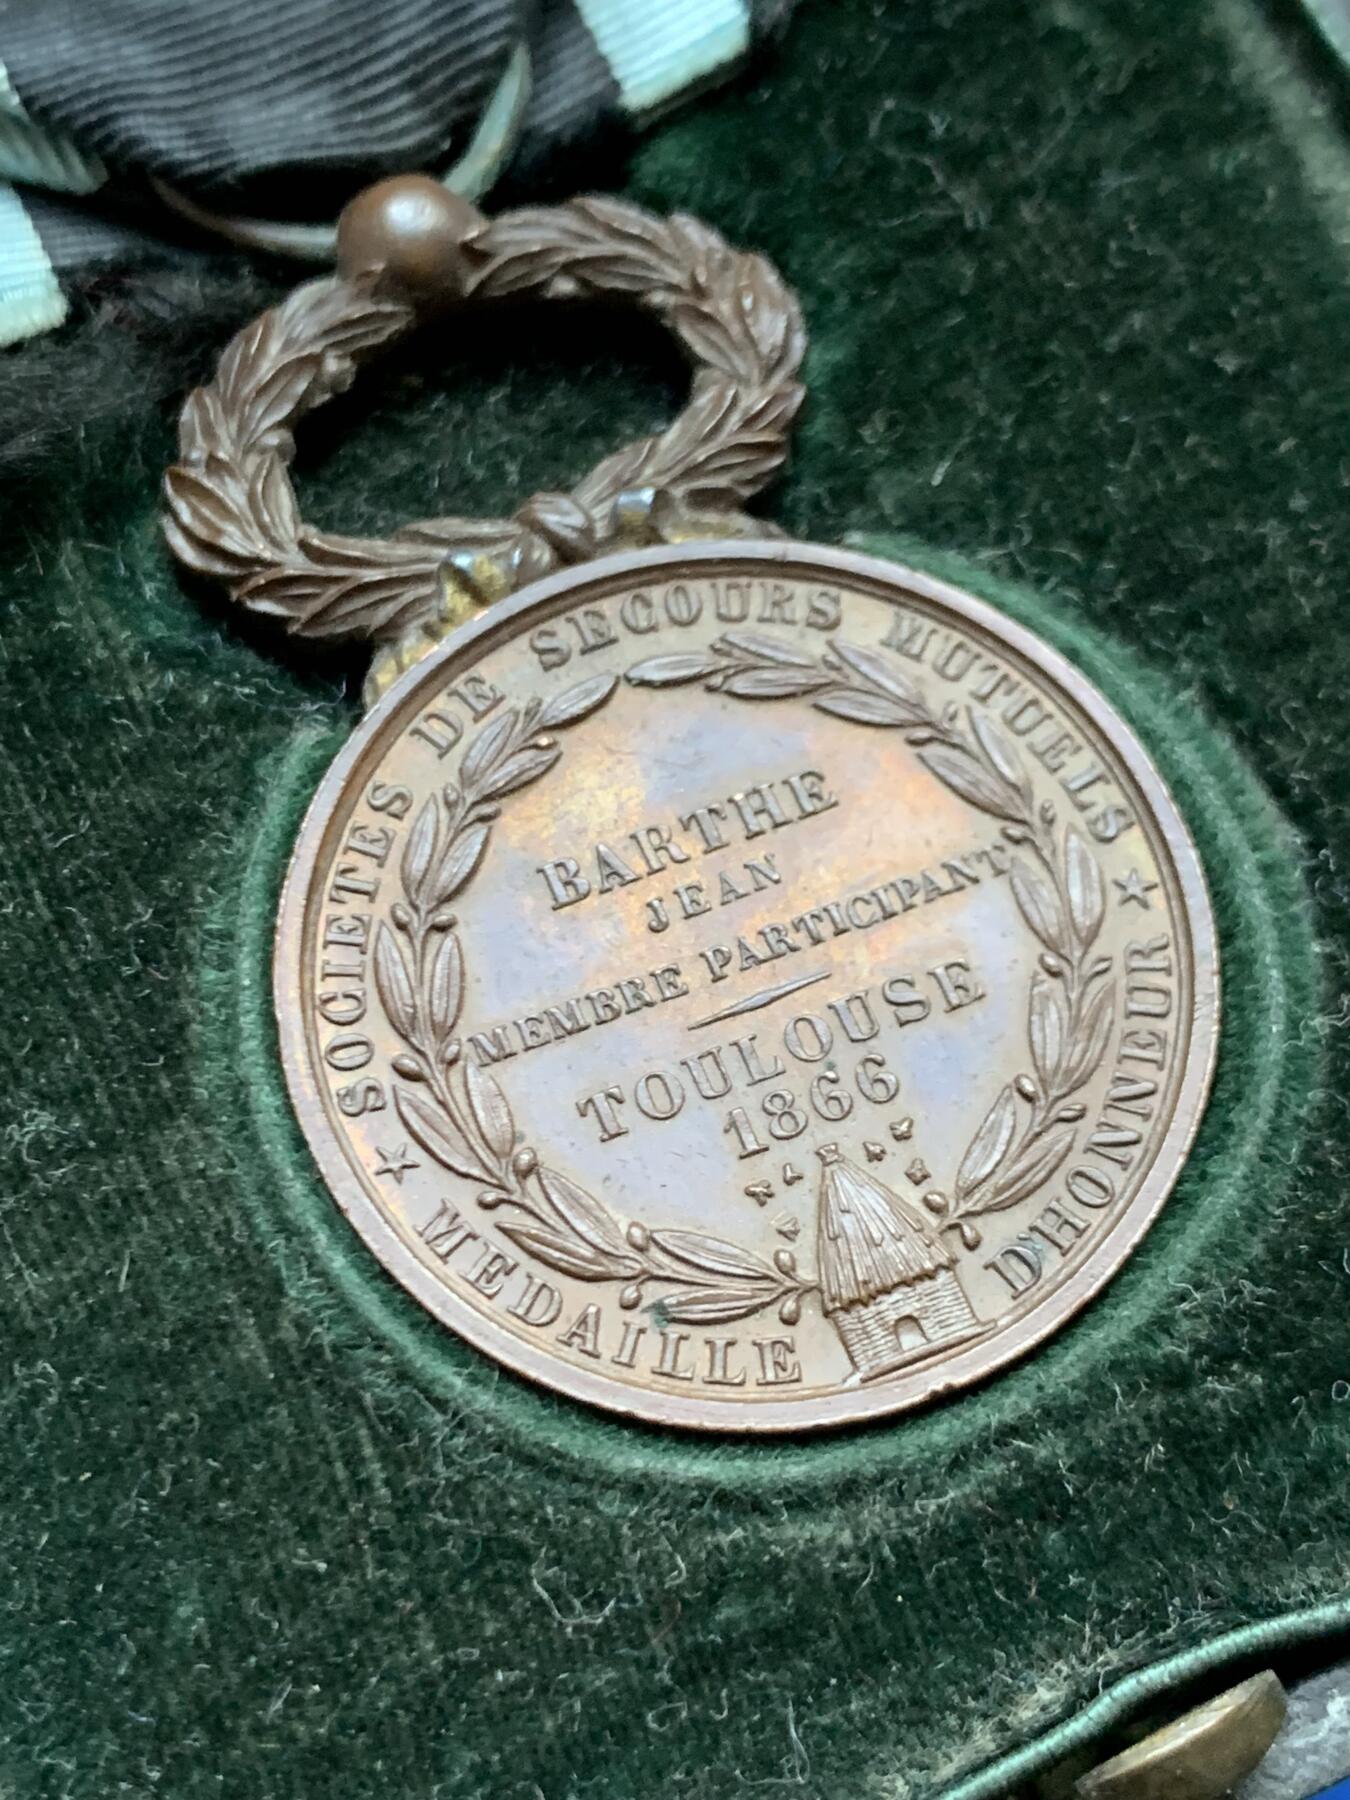 SOCIETES DE SECOURS MUTUELS
BARTHE
JEAN
MEMBRE PARTICIPANT
TOULOUSE
1866
MEDAILLE D'HONNEUR